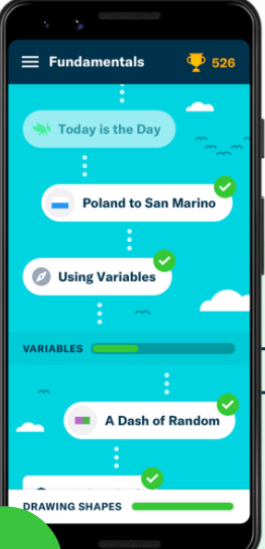 Fundamentals
526
Today is the Day
Poland to San Marino
Using Variables
VARIABLES
A Dash of Random
DRAWING SHAPES